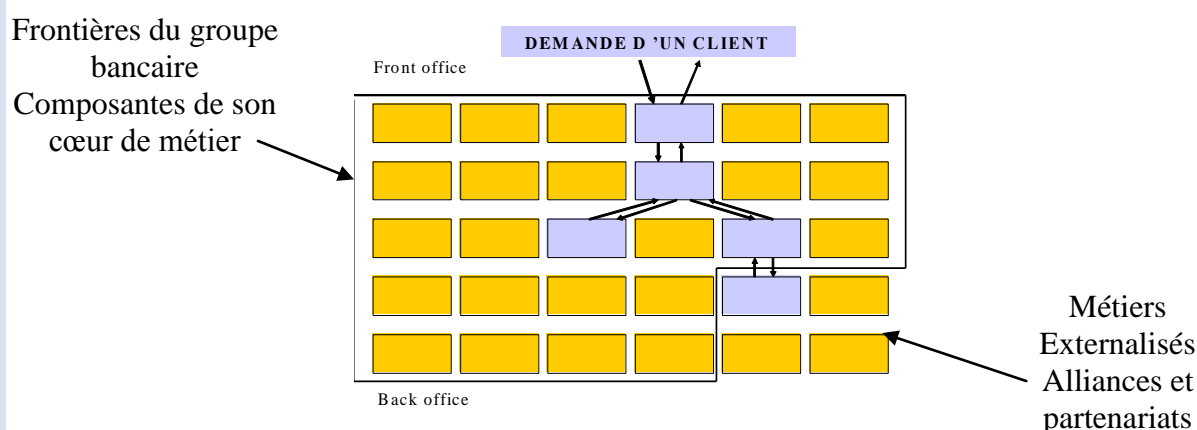 Frontières du groupe
bancaire
Composantes de son
cœur de métier
DEMANDE D 'UN CLIENT
Front office
Back office
Métiers
Externalisés
Alliances et
partenariats